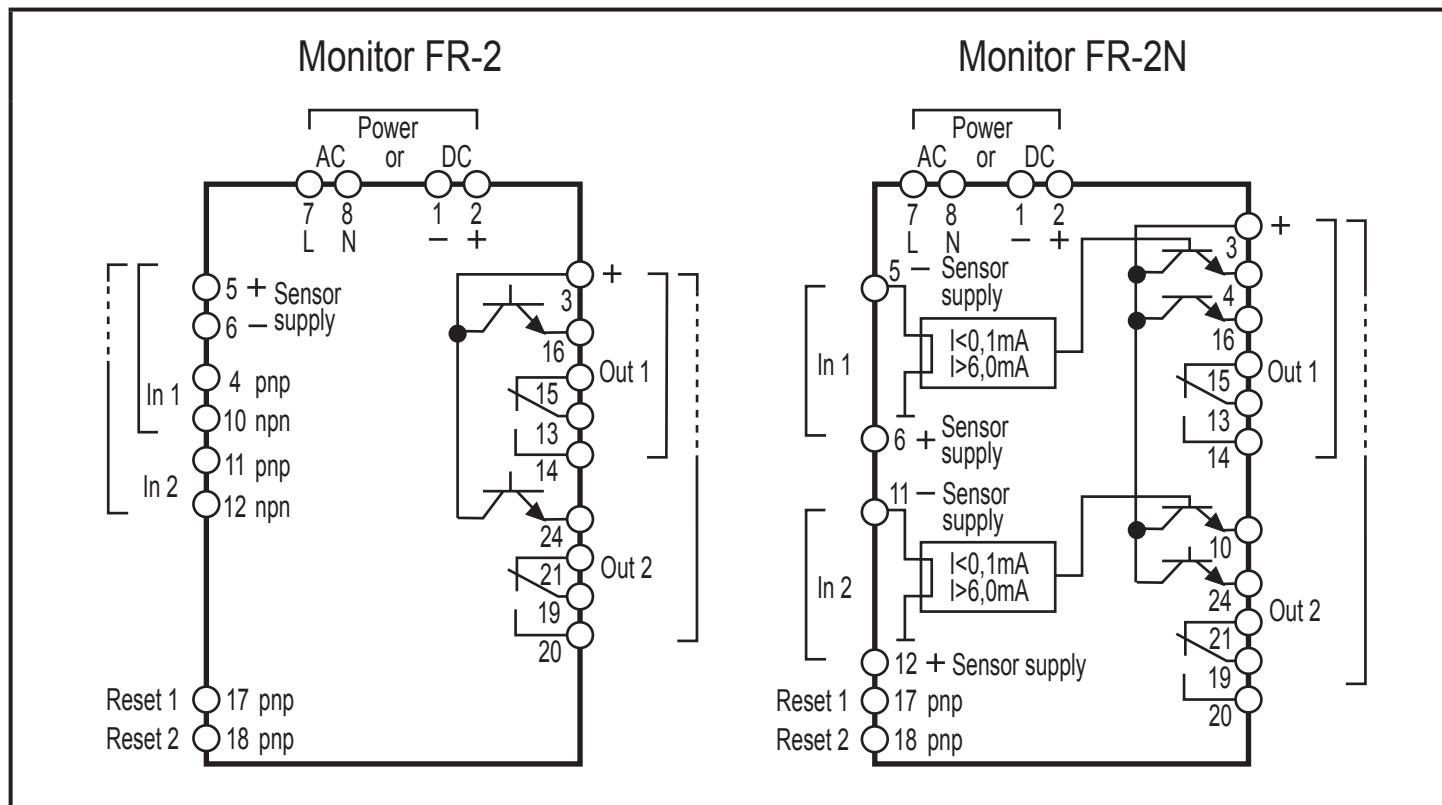 Monitor FR-2
Power
AC or DC
7 8 1 2
L N − +
5 + Sensor
6 − supply
In 1
4 pnp
10 npn
In 2
11 pnp
12 npn
+
3
16
15
Out 1
13
14
24
21
Out 2
19
20
Reset 1 17 pnp
Reset 2 18 pnp
Monitor FR-2N
Power
AC or DC
7 8 1 2
L N − +
5 − Sensor
supply
In 1
I<0,1mA
I>6,0mA
6 + Sensor
supply
11 − Sensor
supply
In 2
I<0,1mA
I>6,0mA
12 + Sensor supply
Reset 1 17 pnp
Reset 2 18 pnp
+
3
4
16
15
Out 1
13
14
10
24
21
Out 2
19
20